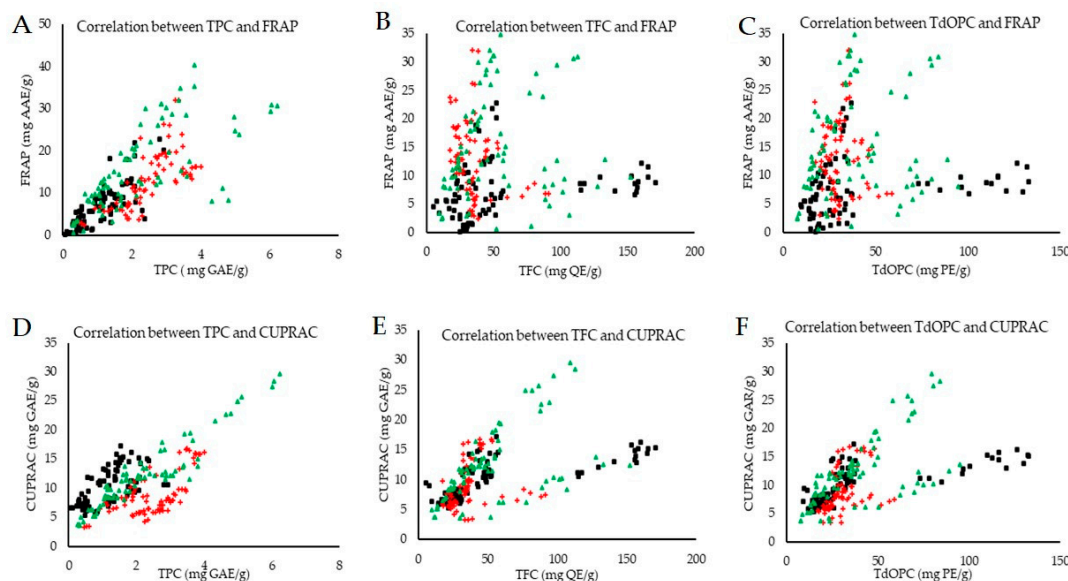 A
Correlation between TPC and FRAP
50
40
30
20
10
0
FRAP (mg AAE/g)
0 2 4 6 8
TPC ( mg GAE/g)
B
Correlation between TFC and FRAP
35
30
25
20
15
10
5
0
FRAP (mg AAE/g)
0 50 100 150 200
TFC (mg QE/g)
C
Correlation between TdOPC and FRAP
35
30
25
20
15
10
5
0
FRAP (mg AAE/g)
0 50 100 150
TdOPC (mg PE/g)
D
Correlation between TPC and CUPRAC
35
30
25
20
15
10
5
0
CUPRAC (mg GAE/g)
0 2 4 6 8
TPC (mg GAE/g)
E
Correlation between TFC and CUPRAC
35
30
25
20
15
10
5
0
CUPRAC (mg GAE/g)
0 50 100 150 200
TFC (mg QE/g)
F
Correlation between TdOPC and CUPRAC
35
30
25
20
15
10
5
0
CUPRAC (mg GAR/g)
0 50 100 150
TdOPC (mg PE/g)